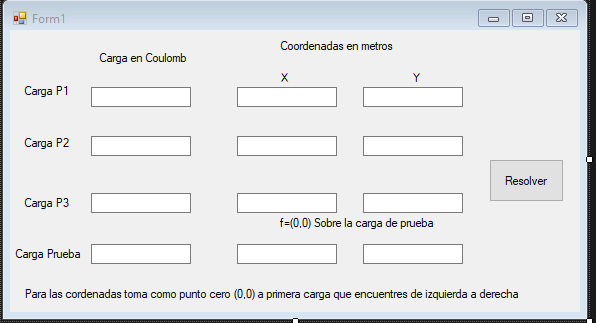 Form1
Coordenadas en metros
Carga en Coulomb
X Y
Carga P1
Carga P2
Carga P3
Resolver
f=(0,0) Sobre la carga de prueba
Carga Prueba
Para las cordenadas toma como punto cero (0,0) a primera carga que encuentres de izquierda a derecha